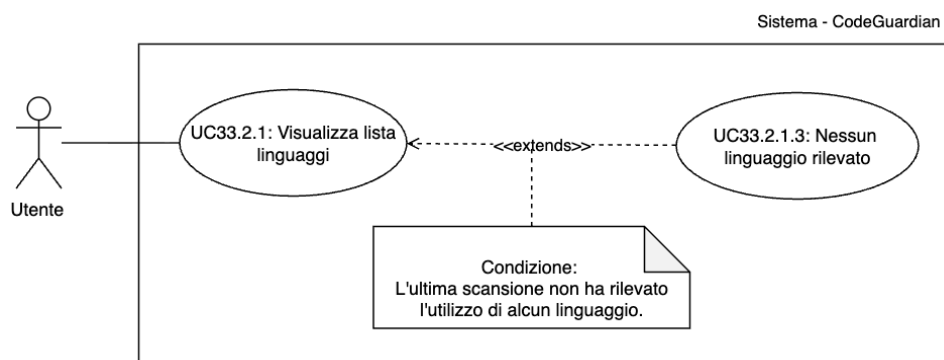 Sistema - CodeGuardian
UC33.2.1: Visualizza lista
linguaggi
<<extends>>
UC33.2.1.3: Nessun
linguaggio rilevato
Utente
Condizione:
L'ultima scansione non ha rilevato
l'utilizzo di alcun linguaggio.